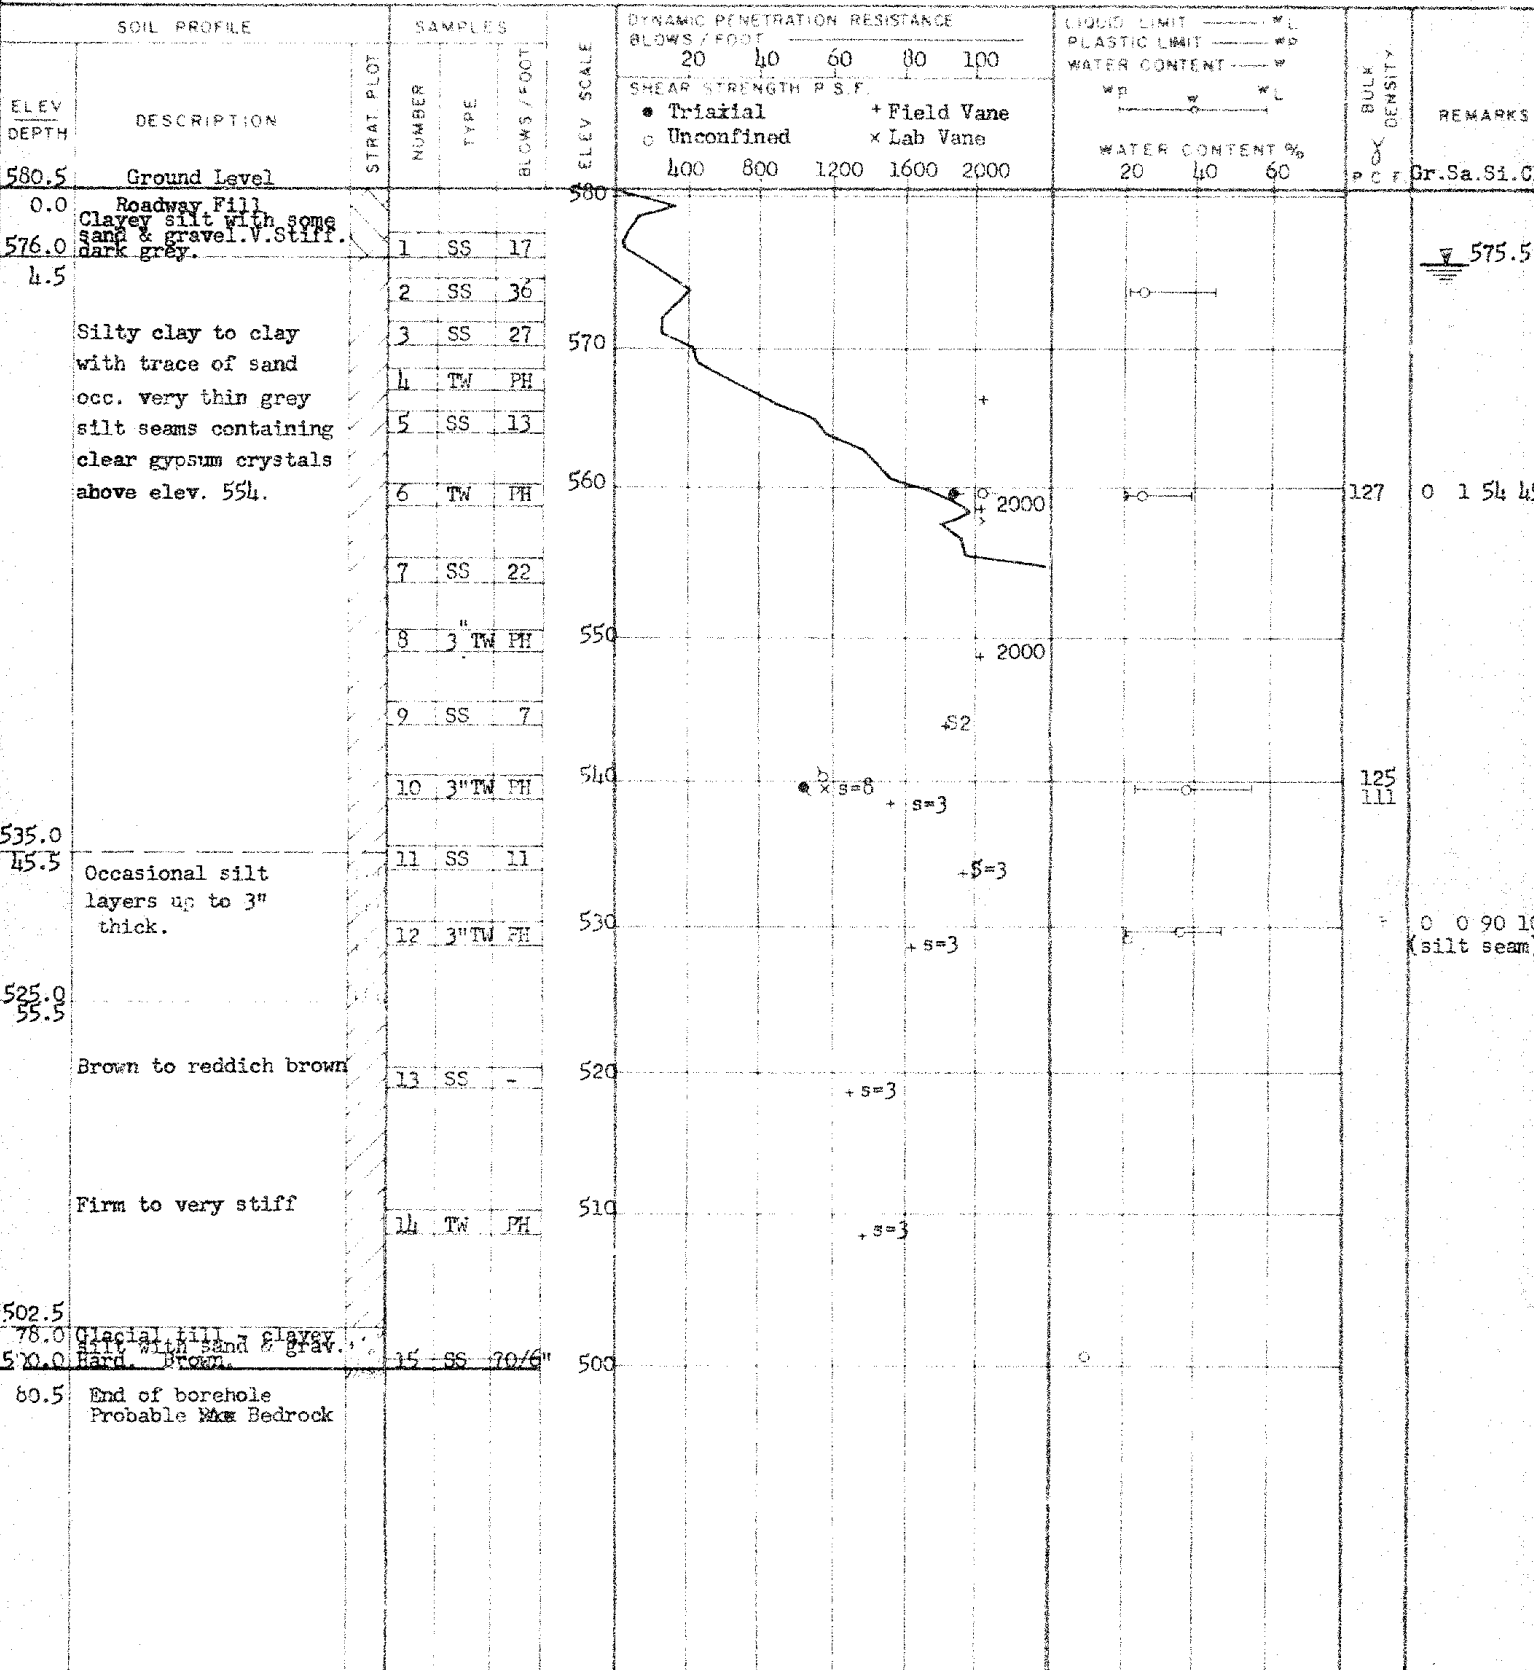 SOIL PROFILE
SAMPLES
DYNAMIC PENETRATION RESISTANCE
BLOWS / FOOT
20 40 60 80 100
SHEAR STRENGTH P.S.F.
● Triaxial + Field Vane
○ Unconfined × Lab Vane
400 800 1200 1600 2000
LIQUID LIMIT wL
PLASTIC LIMIT wp
WATER CONTENT w
wp w wL
WATER CONTENT %
20 40 60
BULK DENSITY
γ
P C F
REMARKS
Gr.Sa.Si.
ELEV
DEPTH
DESCRIPTION
STRAT PLOT
NUMBER
TYPE
BLOWS / FOOT
ELEV SCALE
580.5 Ground Level
580
0.0 Roadway Fill
Clayey silt with some
sand & gravel.V.Stiff.
576.0 dark grey.
1 SS 17
575.5
4.5
2 SS 36
Silty clay to clay
3 SS 27
570
with trace of sand
4 TW PH
occ. very thin grey
5 SS 13
silt seams containing
clear gypsum crystals
above elev. 554.
6 TW PH
560
2000
127
0 1 54 45
7 SS 22
8 3" TW PH
550
2000
9 SS 7
S2
10 3"TW PH
540
s=8
s=3
125
111
535.0
45.5
11 SS 11
Occasional silt
layers up to 3"
thick.
S=3
12 3"TW PH
530
s=3
0 0 90 10
(silt seam)
525.0
55.5
Brown to reddich brown
13 SS -
520
s=3
Firm to very stiff
14 TW PH
510
s=3
502.5
78.0 Glacial till - clayey
silt with sand & grav.
Hard. Brown.
15 SS 70/6"
500
80.5 End of borehole
Probable Bedrock